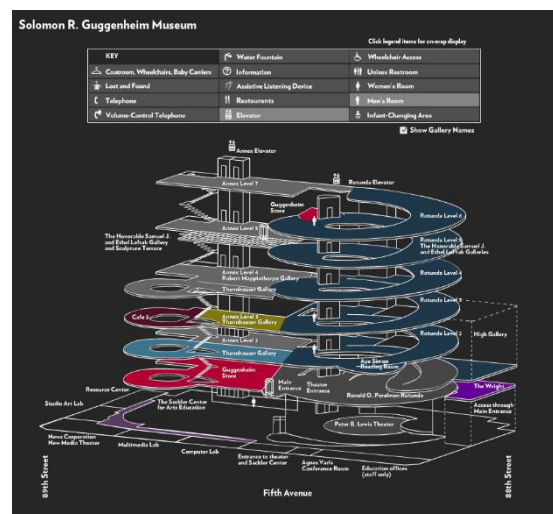 Solomon R. Guggenheim Museum
Click legend items for on-map display
KEY
Water Fountain
Wheelchair Access
Coatroom, Wheelchairs, Baby Carriers
Information
Unisex Restroom
Lost and Found
Assistive Listening Device
Women's Room
Telephone
Restaurants
Men's Room
Volume-Control Telephone
Elevator
Infant-Changing Area
Show Gallery Names
Annex Elevator
Annex Level 7
Rotunda Elevator
Guggenheim
Store
Rotunda Level 6
The Honorable Samuel J.
and Ethel Lefrak Gallery
and Sculpture Terrace
Annex Level 5
Rotunda Level 5
The Honorable Samuel J.
and Ethel Lefrak Galleries
Annex Level 4
Robert Mapplethorpe Gallery
Thannhauser Gallery
Rotunda Level 4
Rotunda Level 3
Cafe 3
Annex Level 3
Thannhauser Gallery
Rotunda Level 2
High Gallery
Annex Level 2
Thannhauser Gallery
Aye Simon
Reading Room
Guggenheim
Store
Main
Entrance
Theater
Entrance
The Wright
Resource Center
Ronald O. Perelman Rotunda
Access through
Main Entrance
Studio Art Lab
The Sackler Center
for Arts Education
Peter B. Lewis Theater
New Media Theater
Multimedia Lab
Computer Lab
Entrance to theater
and Sackler Center
Agnes Varis
Conference Room
Education offices
(staff only)
89th Street
Fifth Avenue
88th Street